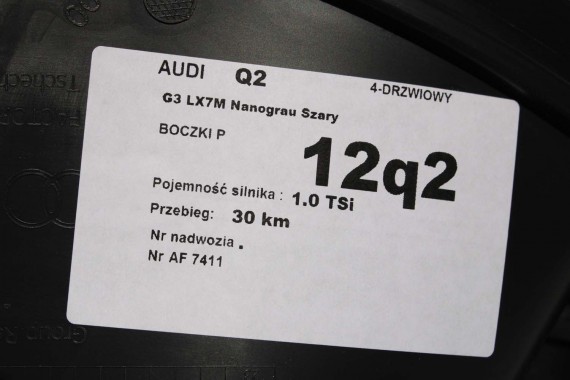 AUDI Q2 4-DRZWIOWY
G3 LX7M Nanograu Szary
BOCZKI P
12q2
Pojemność silnika : 1.0 TSi
Przebieg: 30 km
Nr nadwozia .
Nr AF 7411